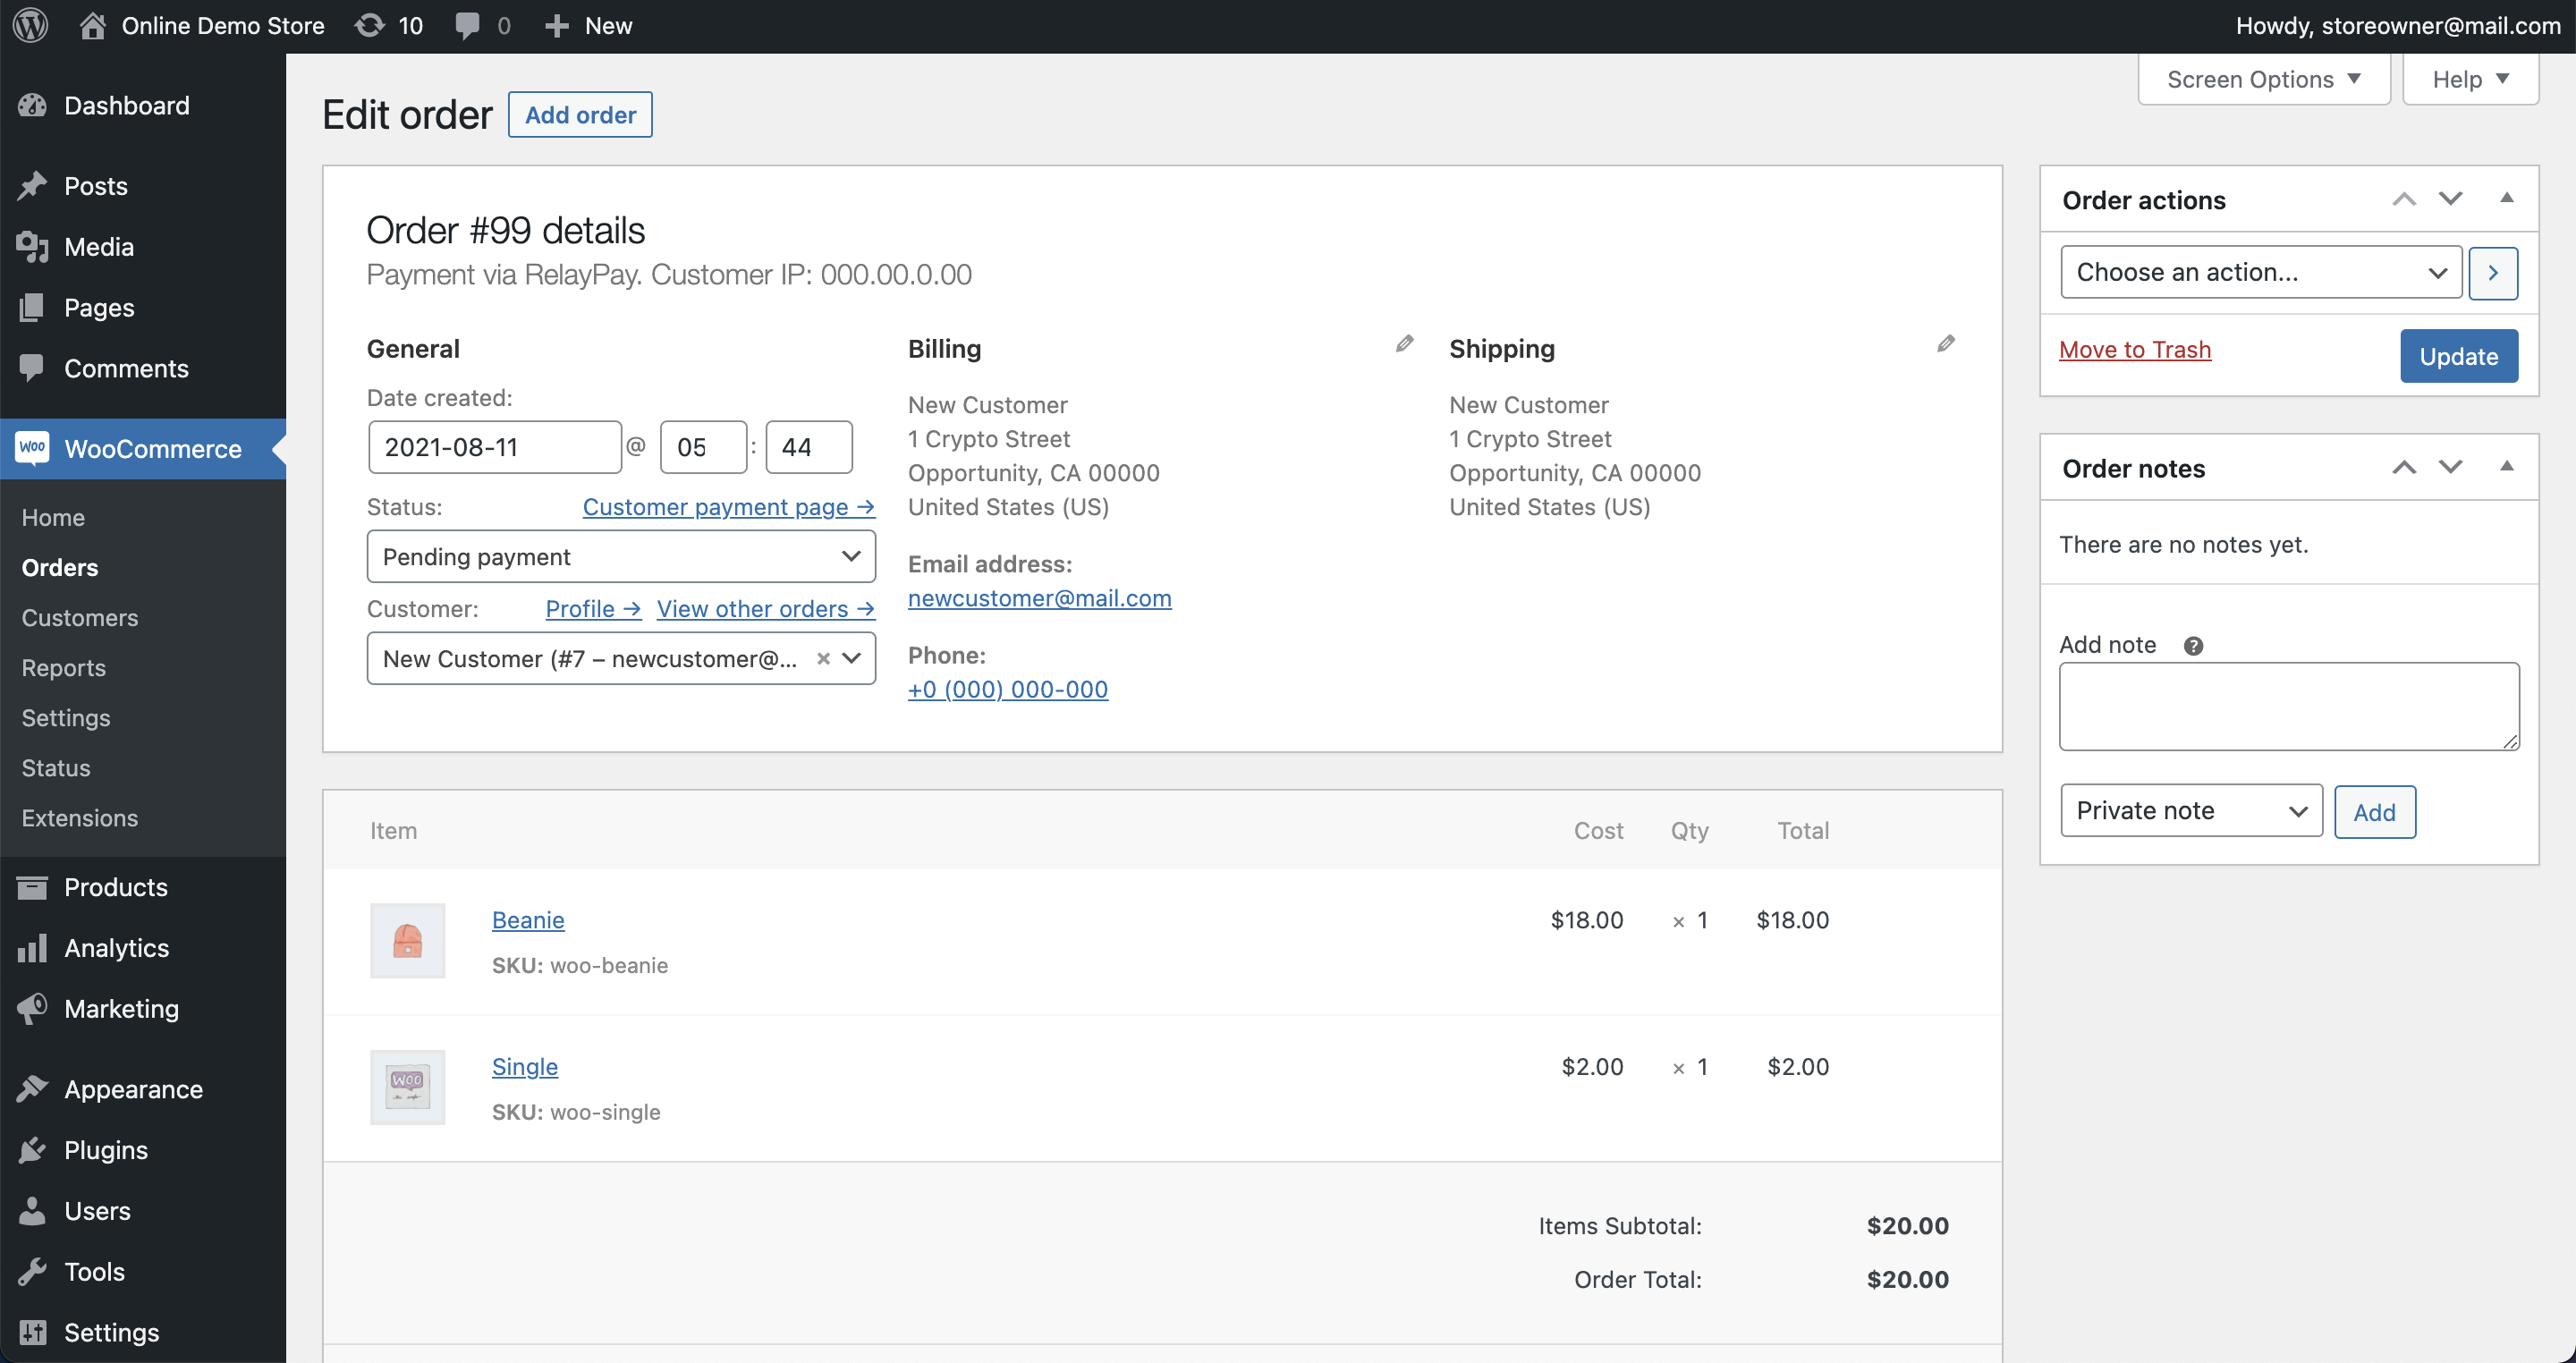 Online Demo Store 10 0 New Howdy, storeowner@mail.com
Dashboard
Posts
Media
Pages
Comments
Woo WooCommerce
Home
Orders
Customers
Reports
Settings
Status
Extensions
Products
Analytics
Marketing
Appearance
Plugins
Users
Tools
Settings
Screen Options Help
Edit order Add order
Order #99 details
Payment via RelayPay. Customer IP: 000.00.0.00
General
Date created:
2021-08-11 @ 05 : 44
Status: Customer payment page →
Pending payment
Customer: Profile → View other orders →
New Customer (#7 – newcustomer@... ×
Billing
New Customer
1 Crypto Street
Opportunity, CA 00000
United States (US)
Email address:
newcustomer@mail.com
Phone:
+0 (000) 000-000
Shipping
New Customer
1 Crypto Street
Opportunity, CA 00000
United States (US)
Item Cost Qty Total
Beanie $18.00 × 1 $18.00
SKU: woo-beanie
WOO
Single $2.00 × 1 $2.00
SKU: woo-single
Items Subtotal: $20.00
Order Total: $20.00
Order actions
Choose an action...
Move to Trash Update
Order notes
There are no notes yet.
Add note ?
Private note Add